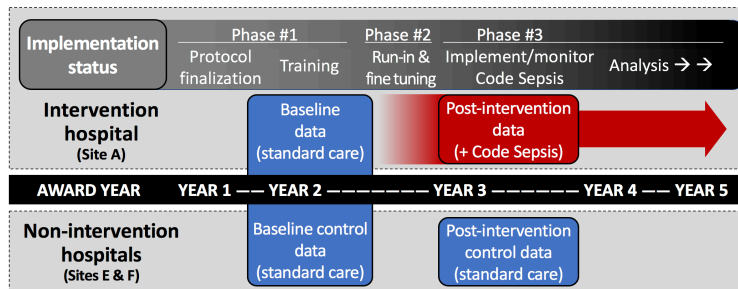 Implementation
status
Phase #1
Protocol
finalization
Training
Phase #2
Run-in &
fine tuning
Phase #3
Implement/monitor
Code Sepsis
Analysis → →
Intervention
hospital
(Site A)
Baseline
data
(standard care)
Post-intervention
data
(+ Code Sepsis)
AWARD YEAR YEAR 1 —— YEAR 2 —————— YEAR 3 —————— YEAR 4 —— YEAR 5
Non-intervention
hospitals
(Sites E & F)
Baseline control
data
(standard care)
Post-intervention
control data
(standard care)